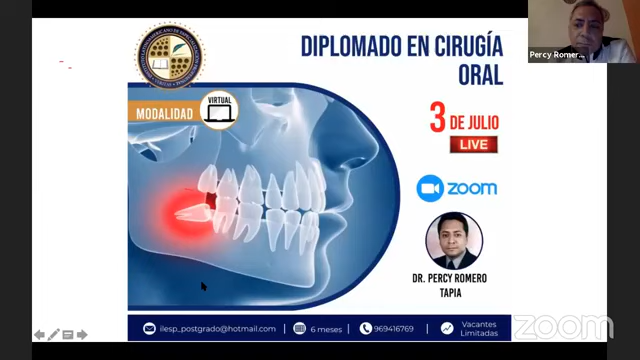 DIPLOMADO EN CIRUGÍA
ORAL
MODALIDAD
VIRTUAL
3 DE JULIO
LIVE
zoom
DR. PERCY ROMERO
TAPIA
ilesp_postgrado@hotmail.com
6 meses
969416769
Vacantes
Limitadas
Percy Romer...
zoom